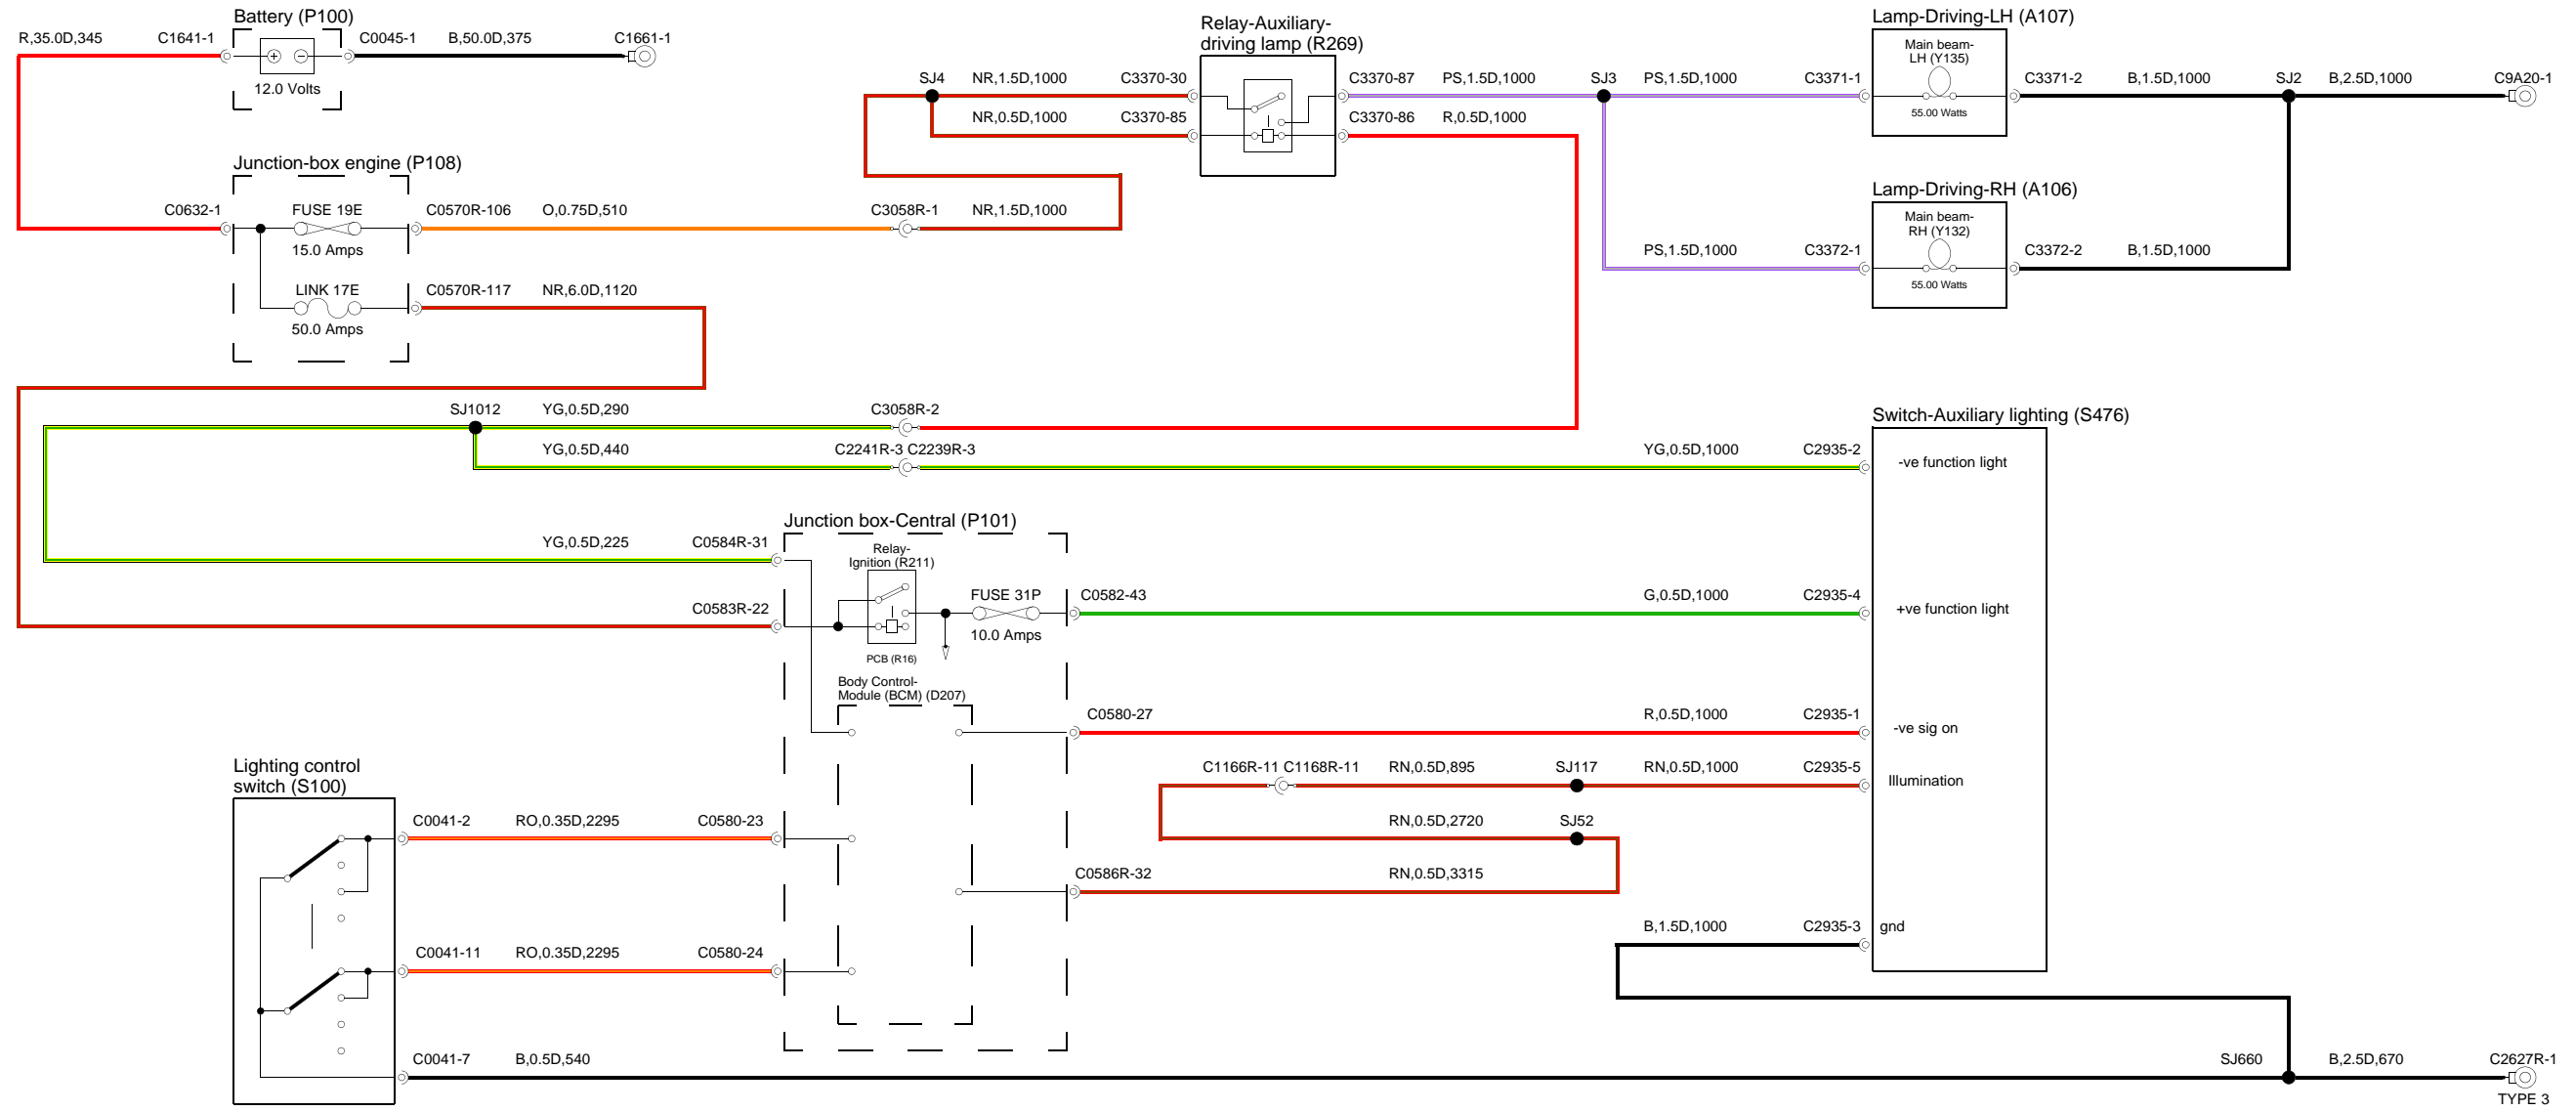 Battery (P100)
R,35.0D,345
C1641-1
C0045-1
B,50.0D,375
C1661-1
12.0 Volts
Relay-Auxiliary-
driving lamp (R269)
SJ4
NR,1.5D,1000
C3370-30
C3370-87
PS,1.5D,1000
SJ3
PS,1.5D,1000
C3371-1
NR,0.5D,1000
C3370-85
C3370-86
R,0.5D,1000
Lamp-Driving-LH (A107)
Main beam-
LH (Y135)
55.00 Watts
C3371-2
B,1.5D,1000
SJ2
B,2.5D,1000
C9A20-1
Junction-box engine (P108)
C0632-1
FUSE 19E
15.0 Amps
C0570R-106
O,0.75D,510
C3058R-1
NR,1.5D,1000
LINK 17E
50.0 Amps
C0570R-117
NR,6.0D,1120
Lamp-Driving-RH (A106)
PS,1.5D,1000
C3372-1
Main beam-
RH (Y132)
55.00 Watts
C3372-2
B,1.5D,1000
SJ1012
YG,0.5D,290
C3058R-2
YG,0.5D,440
C2241R-3 C2239R-3
YG,0.5D,1000
C2935-2
Switch-Auxiliary lighting (S476)
-ve function light
YG,0.5D,225
C0584R-31
Junction box-Central (P101)
Relay-
Ignition (R211)
PCB (R16)
FUSE 31P
10.0 Amps
C0583R-22
C0582-43
G,0.5D,1000
C2935-4
+ve function light
Body Control-
Module (BCM) (D207)
C0580-27
R,0.5D,1000
C2935-1
-ve sig on
C1166R-11 C1168R-11
RN,0.5D,895
SJ117
RN,0.5D,1000
C2935-5
Illumination
Lighting control
switch (S100)
C0041-2
RO,0.35D,2295
C0580-23
RN,0.5D,2720
SJ52
C0586R-32
RN,0.5D,3315
C0041-11
RO,0.35D,2295
C0580-24
B,1.5D,1000
C2935-3
gnd
C0041-7
B,0.5D,540
SJ660
B,2.5D,670
C2627R-1
TYPE 3